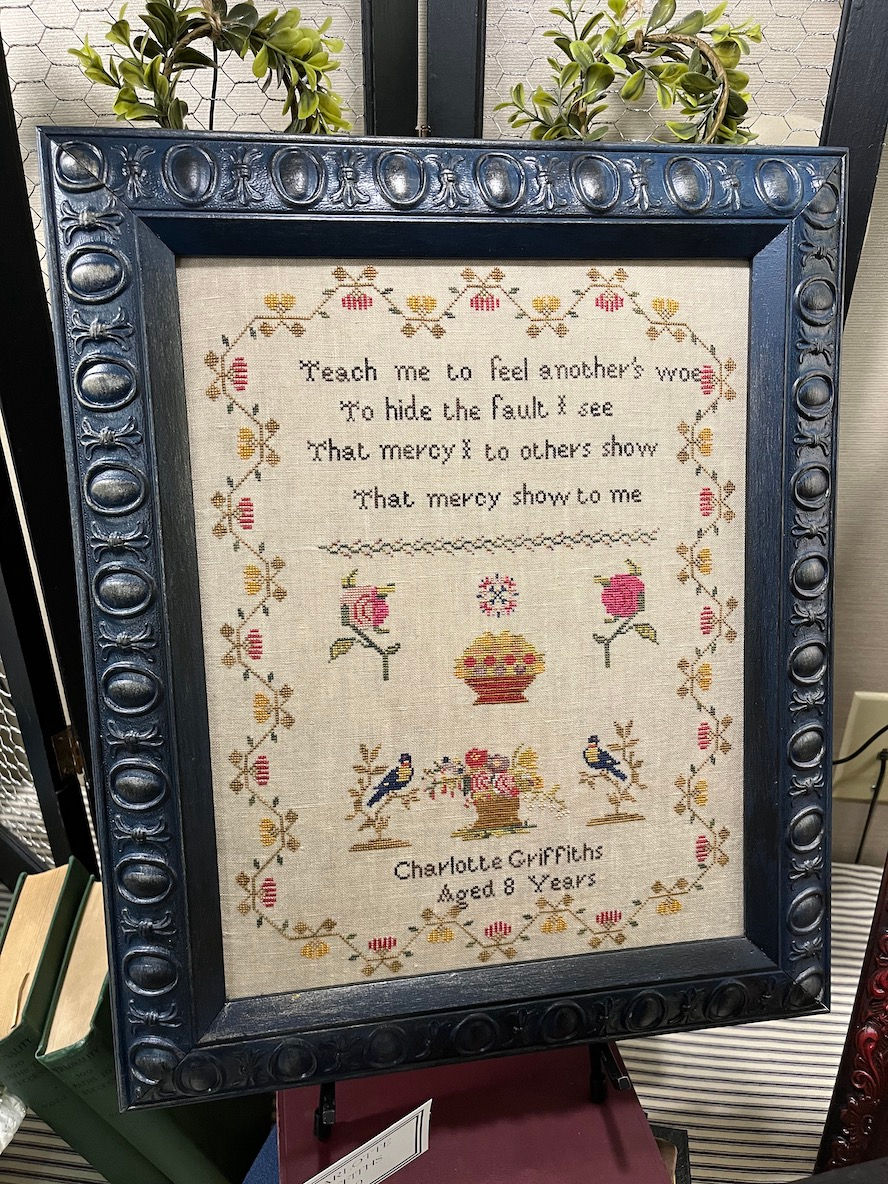 Teach me to feel another's woe
To hide the fault I see
That mercy I to others show
That mercy show to me
Charlotte Griffiths
Aged 8 Years